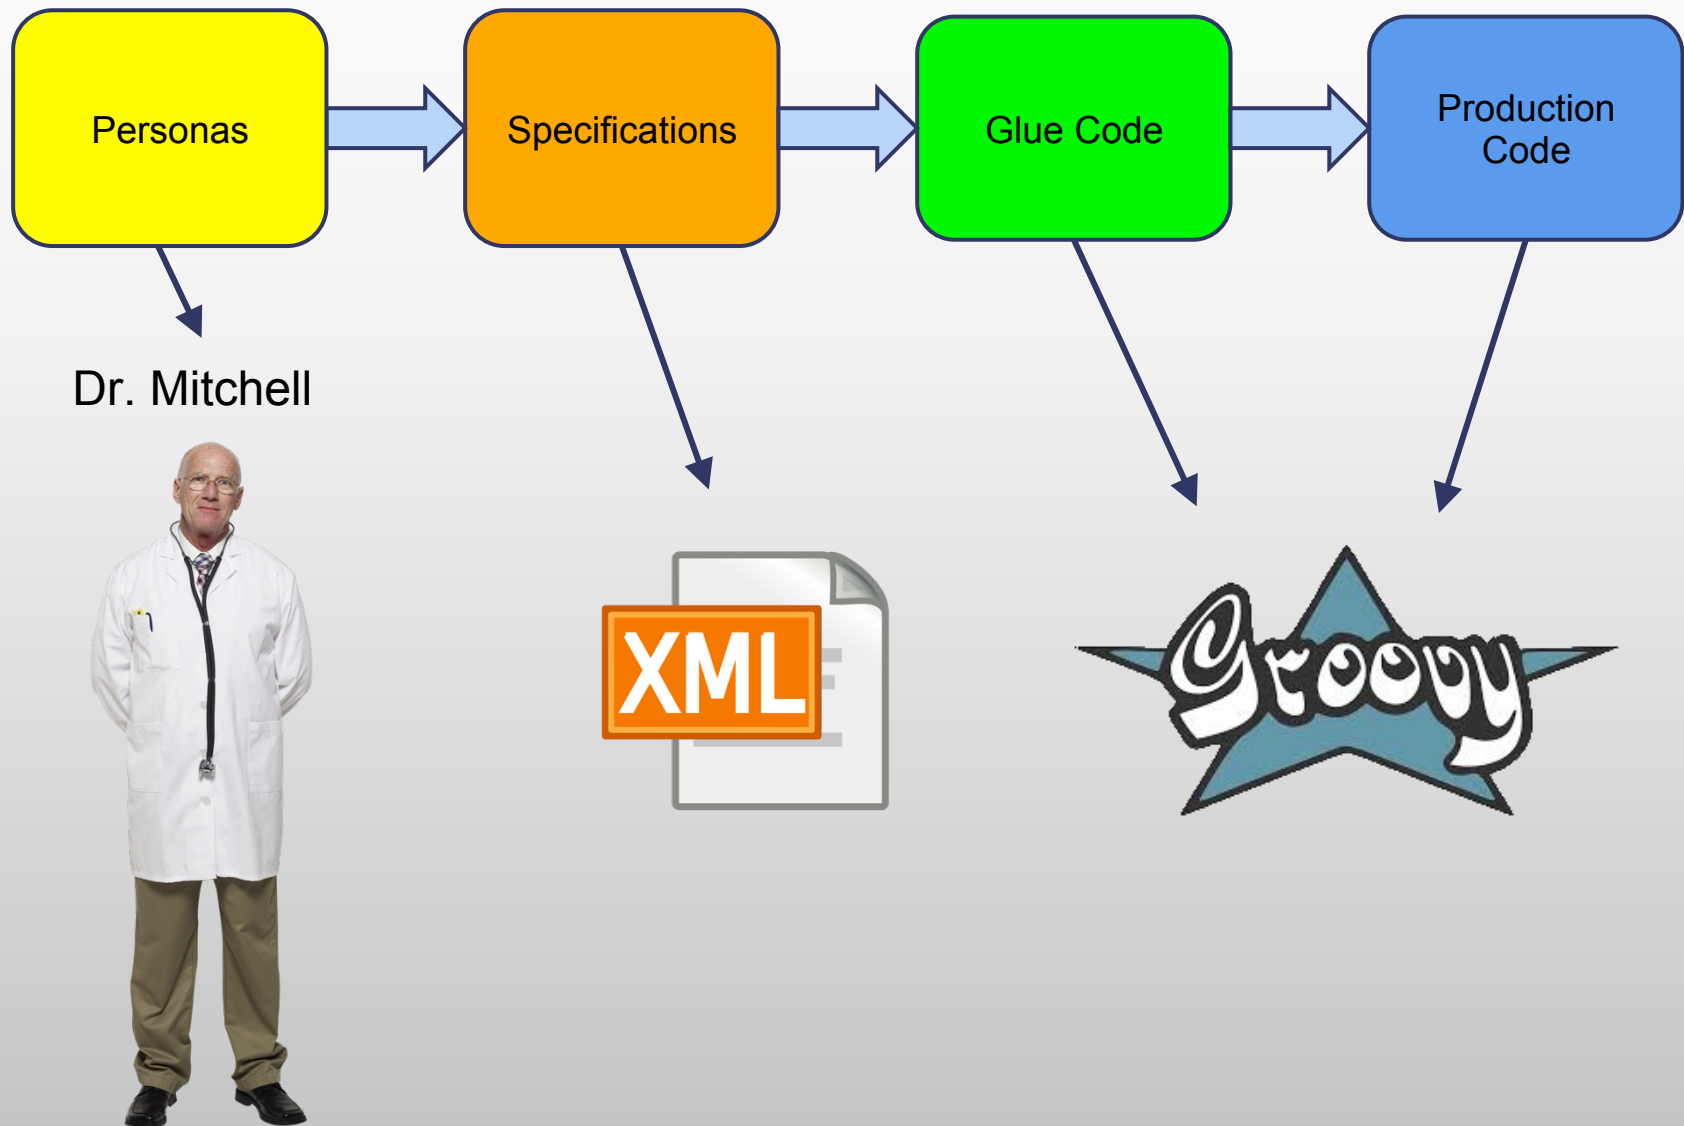 Personas
Specifications
Glue Code
Production
Code
Dr. Mitchell
XML
Groovy